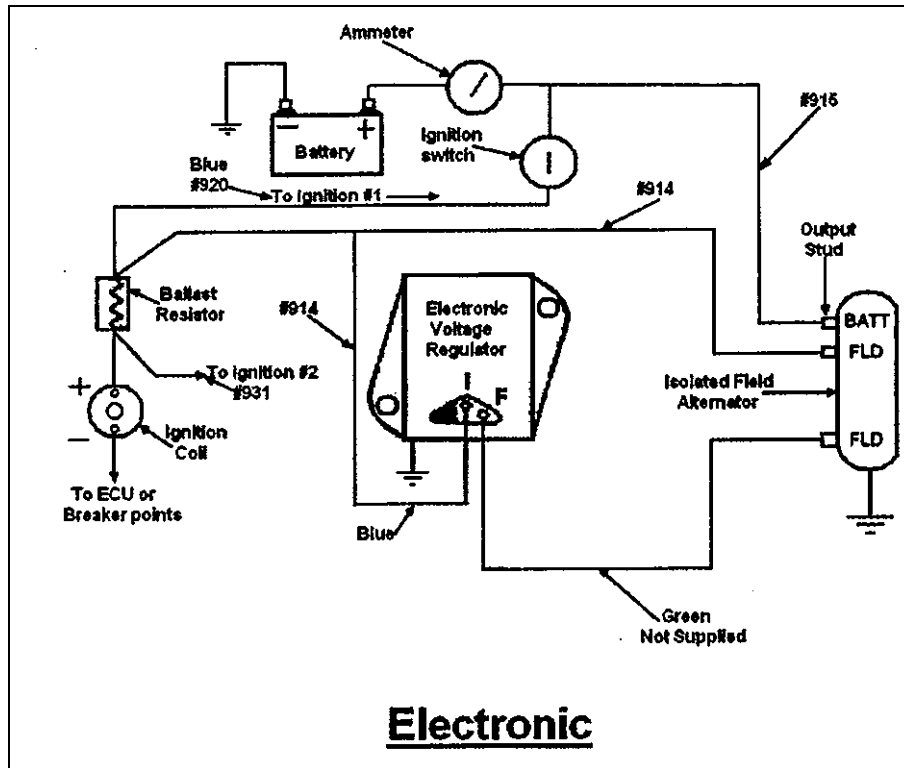 Ammeter
#915
Ignition
switch
Battery
Blue
#920
To Ignition #1
#914
Output
Stud
Ballast
Resistor
#914
Electronic
Voltage
Regulator
BATT
FLD
To Ignition #2
#931
I
F
Isolated Field
Alternator
+
−
Ignition
Coil
FLD
To ECU or
Breaker points
Blue
Green
Not Supplied
Electronic